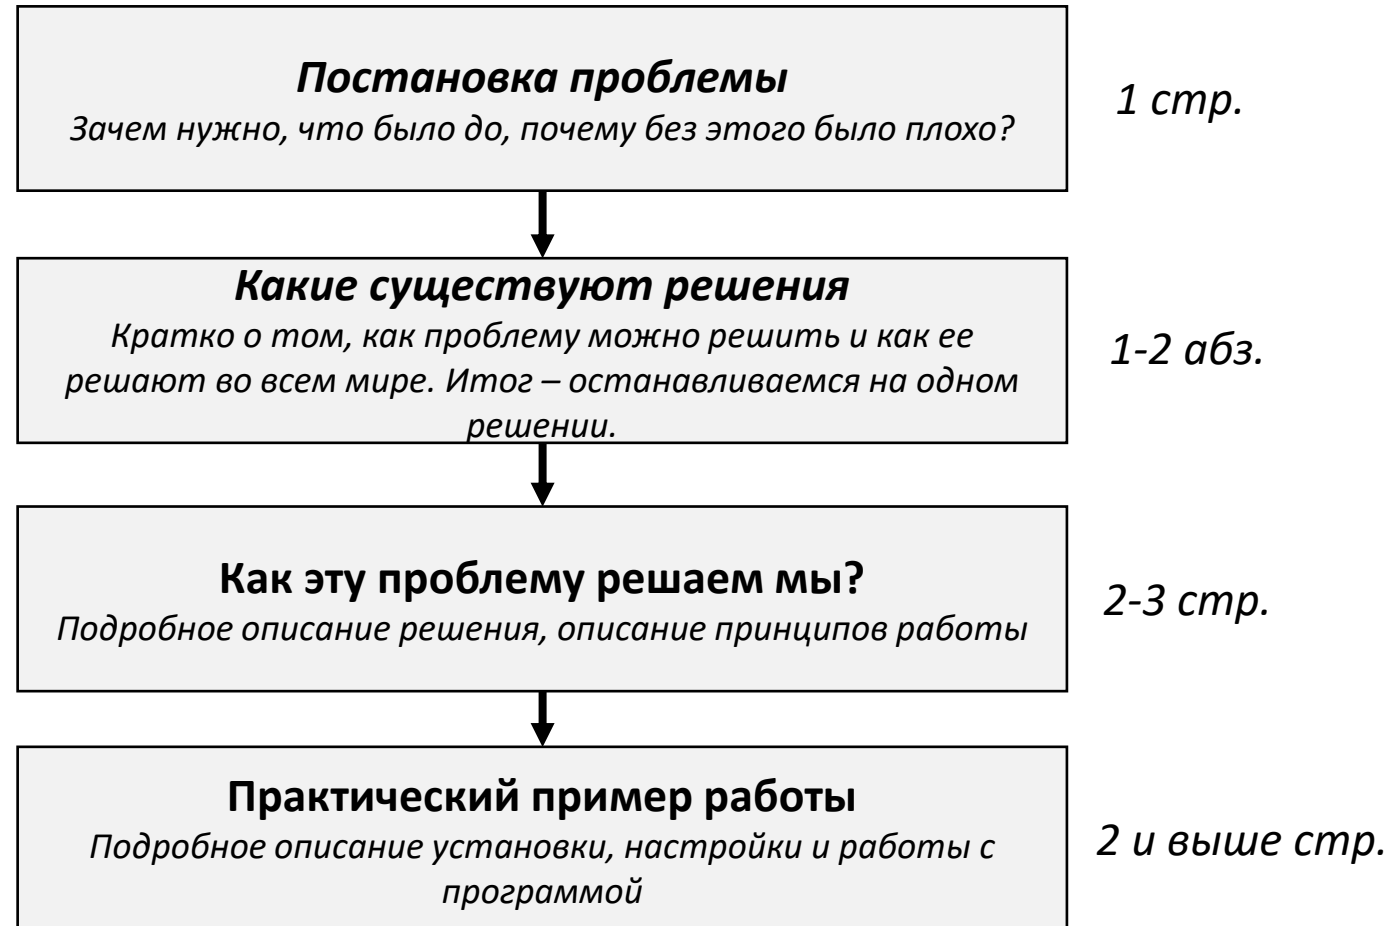 Постановка проблемы
Зачем нужно, что было до, почему без этого было плохо?
1 стр.
Какие существуют решения
Кратко о том, как проблему можно решить и как ее
решают во всем мире. Итог – останавливаемся на одном
решении.
1-2 абз.
Как эту проблему решаем мы?
Подробное описание решения, описание принципов работы
2-3 стр.
Практический пример работы
Подробное описание установки, настройки и работы с
программой
2 и выше стр.